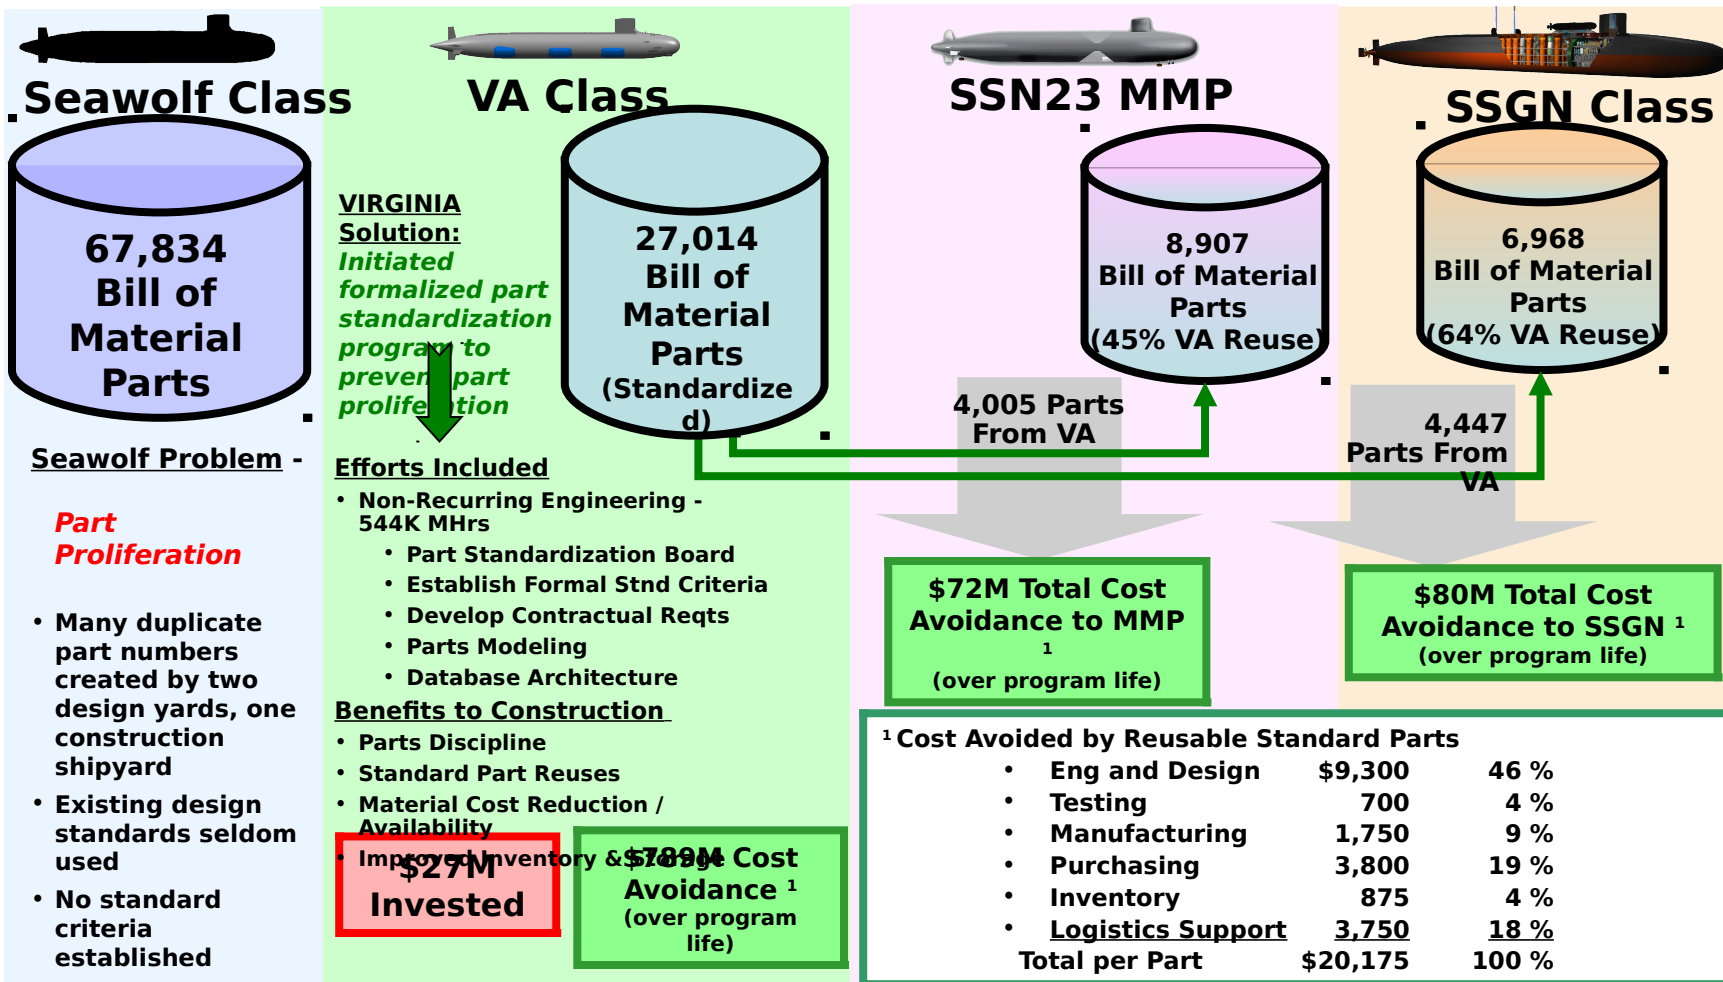 Seawolf Class
67,834
Bill of
Material
Parts
Seawolf Problem -
Part
Proliferation
• Many duplicate
part numbers
created by two
design yards, one
construction
shipyard
• Existing design
standards seldom
used
• No standard
criteria
established
VA Class
VIRGINIA
Solution:
Initiated
formalized part
standardization
program to
prevent part
proliferation
27,014
Bill of
Material
Parts
(Standardize
d)
Efforts Included
• Non-Recurring Engineering -
544K MHrs
• Part Standardization Board
• Establish Formal Stnd Criteria
• Develop Contractual Reqts
• Parts Modeling
• Database Architecture
Benefits to Construction
• Parts Discipline
• Standard Part Reuses
• Material Cost Reduction /
Availability
• Improved Inventory & Storage
$27M
Invested
$789M Cost
Avoidance 1
(over program
life)
SSN23 MMP
8,907
Bill of Material
Parts
(45% VA Reuse)
4,005 Parts
From VA
$72M Total Cost
Avoidance to MMP
1
(over program life)
SSGN Class
6,968
Bill of Material
Parts
(64% VA Reuse)
4,447
Parts From
VA
$80M Total Cost
Avoidance to SSGN 1
(over program life)
1 Cost Avoided by Reusable Standard Parts
• Eng and Design $9,300 46 %
• Testing 700 4 %
• Manufacturing 1,750 9 %
• Purchasing 3,800 19 %
• Inventory 875 4 %
• Logistics Support 3,750 18 %
Total per Part $20,175 100 %